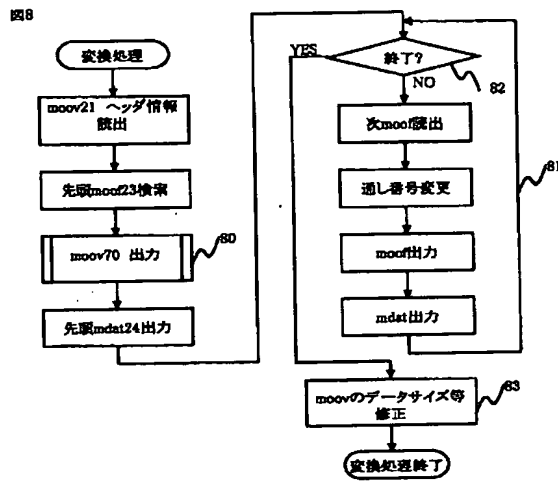 図8
変換処理
moov21 ヘッダ情報
読出
先頭moof23検索
moov70 出力
80
先頭mdat24出力
YES
終了?
82
NO
次moof読出
通し番号変更
81
moof出力
mdat出力
moovのデータサイズ等
修正
83
変換処理終了